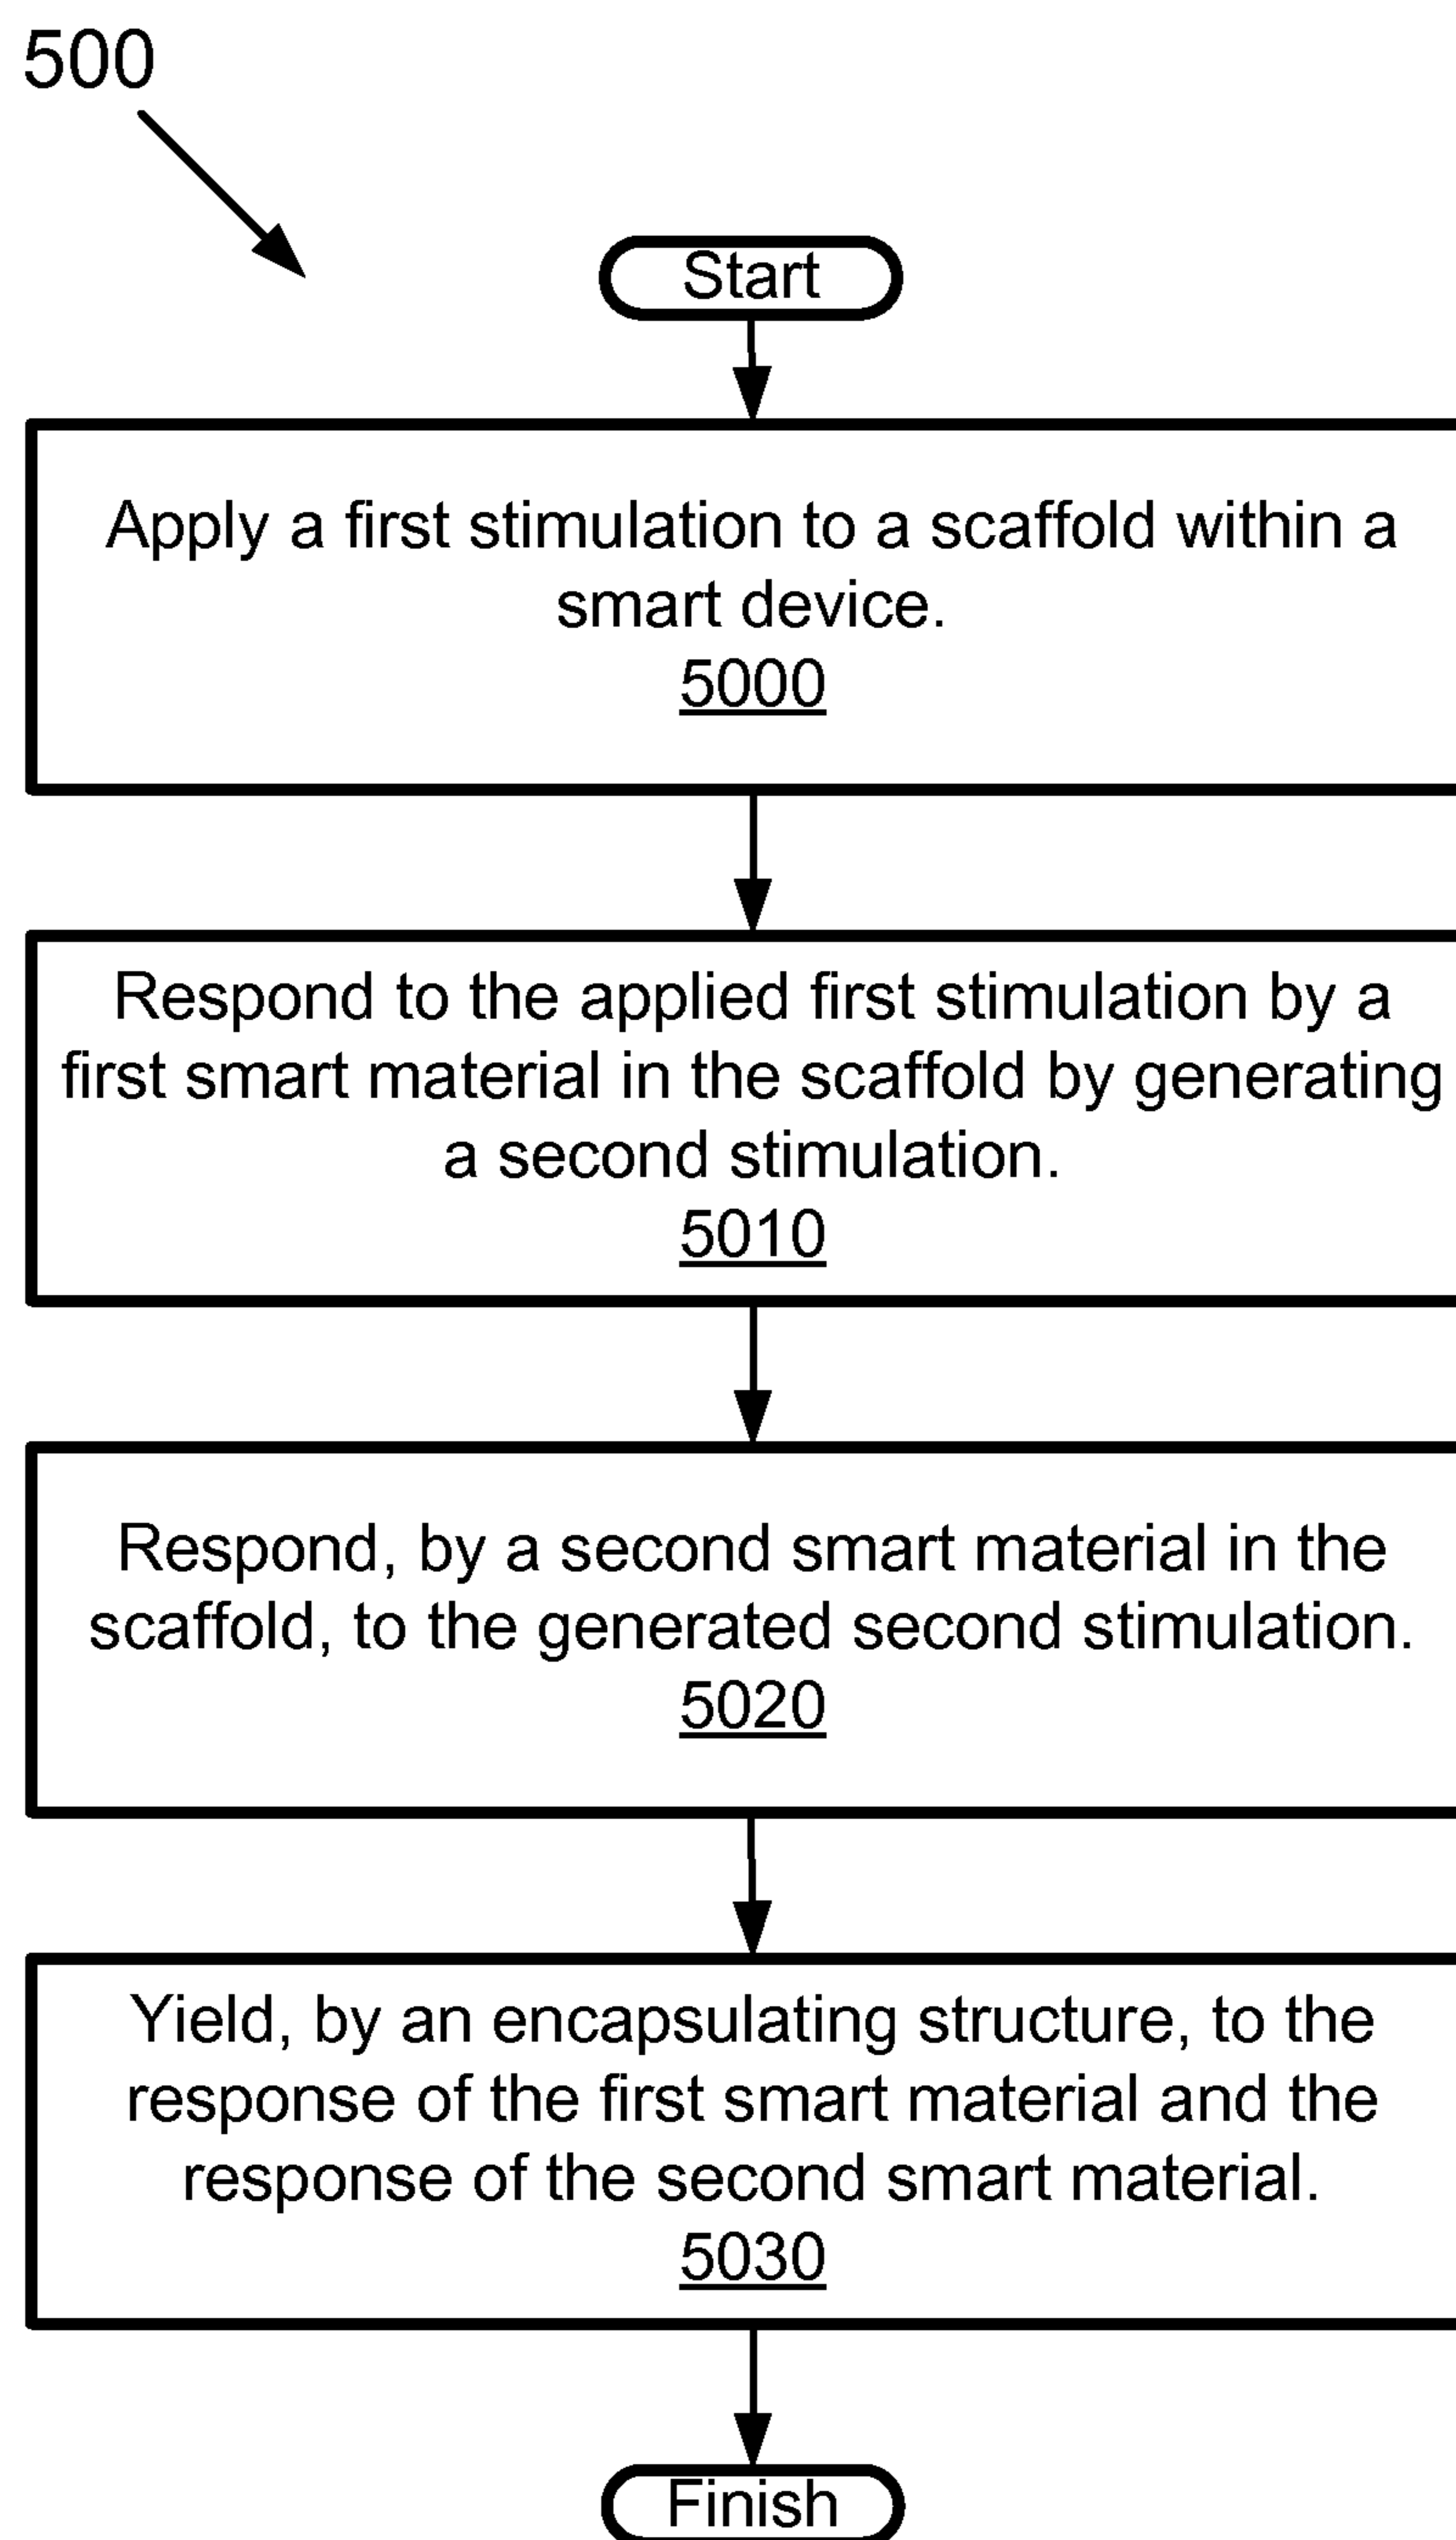 500
Start
Apply a first stimulation to a scaffold within a
smart device.
5000
Respond to the applied first stimulation by a
first smart material in the scaffold by generating
a second stimulation.
5010
Respond, by a second smart material in the
scaffold, to the generated second stimulation.
5020
Yield, by an encapsulating structure, to the
response of the first smart material and the
response of the second smart material.
5030
Finish